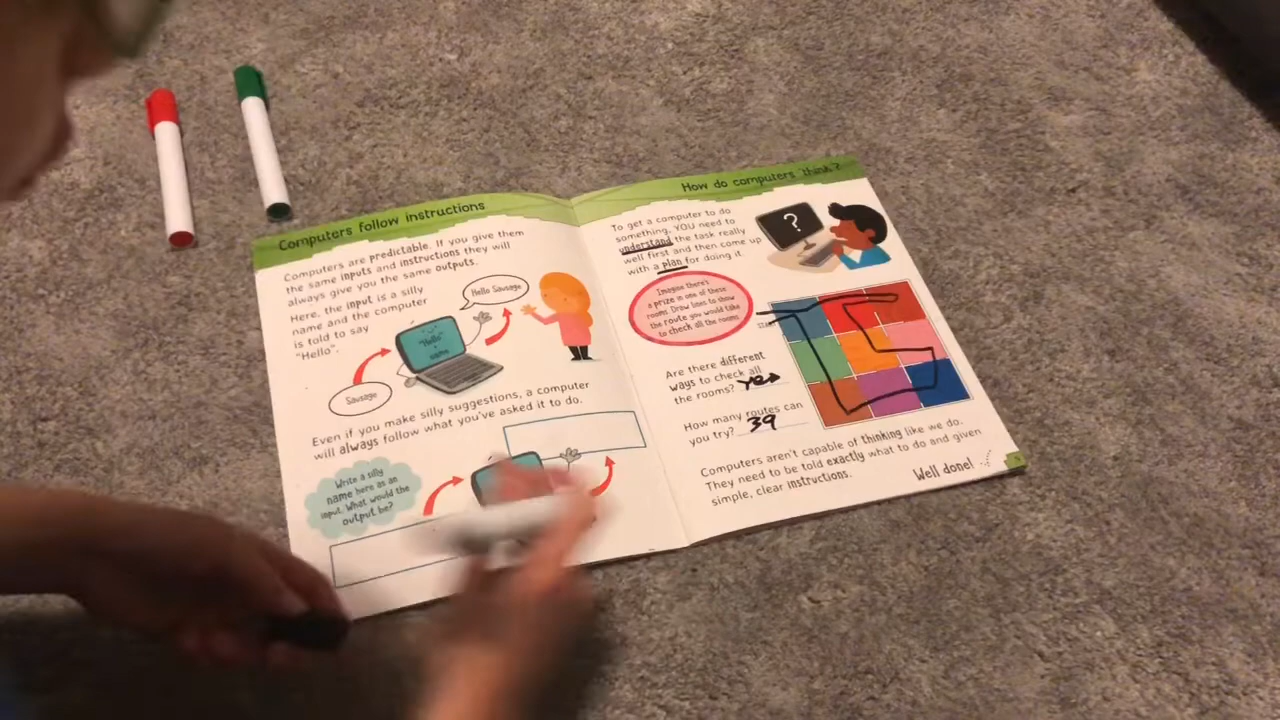 Computers follow instructions
Computers are predictable. If you give them
the same inputs and instructions they will
always give you the same outputs.
Here, the input is a silly
name and the computer
is told to say
"Hello".
Hello Sausage
"Hello"
+
name
Sausage
Even if you make silly suggestions, a computer
will always follow what you've asked it to do.
Write a silly
name here as an
input. What would the
output be?
How do computers think?
To get a computer to do
something, YOU need to
understand the task really
well first and then come up
with a plan for doing it.
?
Imagine there's
a prize in one of these
rooms. Draw lines to show
the route you would take
to check all the rooms.
Are there different
ways to check all
the rooms? yes
How many routes can
you try? 39
Computers aren't capable of thinking like we do.
They need to be told exactly what to do and given
simple, clear instructions.
Well done!